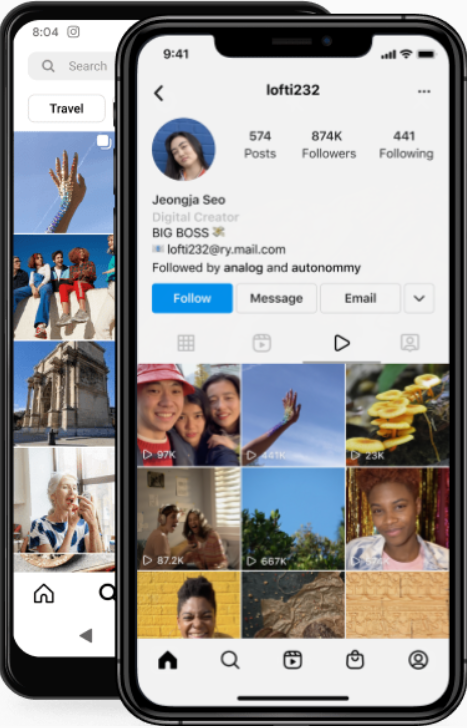 8:04
Search
Travel
9:41
lofti232
574 874K 441
Posts Followers Following
Jeongja Seo
Digital Creator
BIG BOSS
lofti232@ry.mail.com
Followed by analog and autonommy
Follow Message Email
97K 441K 23K
87.2K 667K